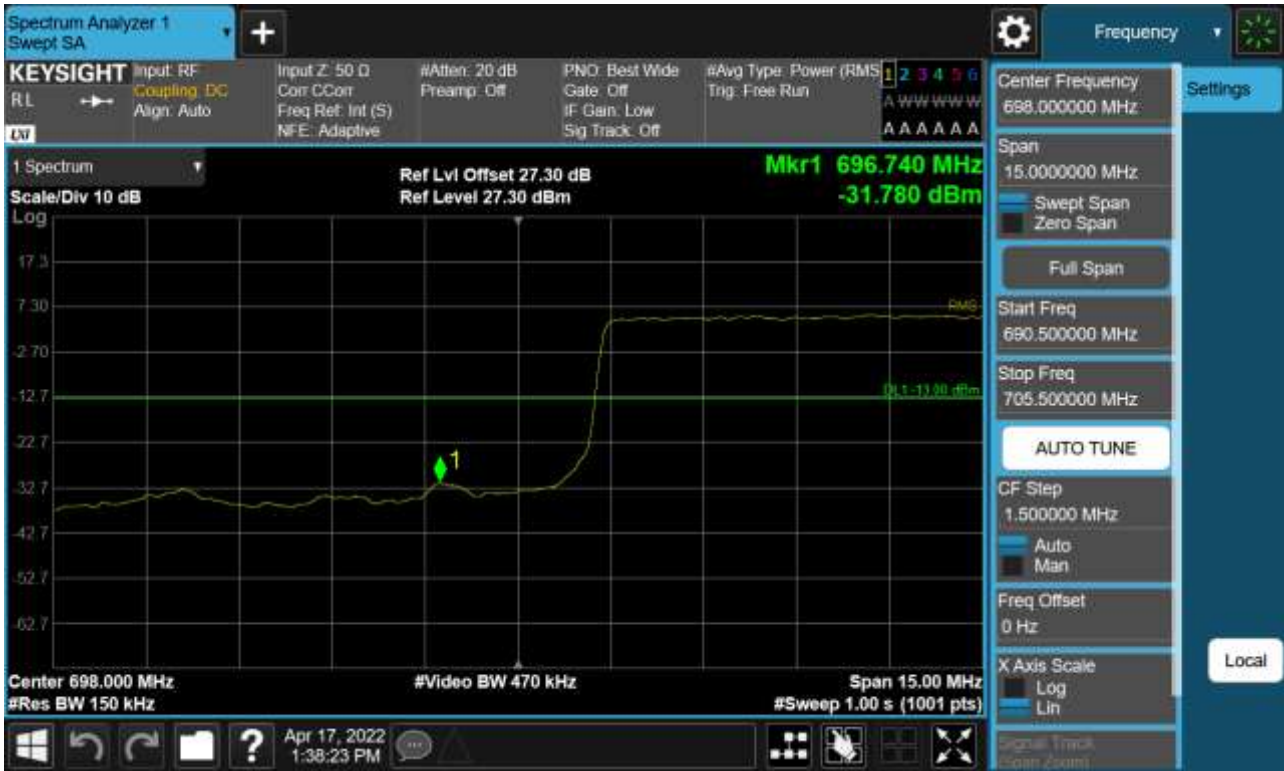 Spectrum Analyzer 1
Swept SA
+
Frequency
KEYSIGHT
RL
LXI
Input: RF
Coupling: DC
Align: Auto
Input Z: 50 Ω
Corr CCorr
Freq Ref: Int (S)
NFE: Adaptive
#Atten: 20 dB
Preamp: Off
PNO: Best Wide
Gate: Off
IF Gain: Low
Sig Track: Off
#Avg Type: Power (RMS
Trig: Free Run
1 2 3 4 5 6
A W W W W W
A A A A A A
1 Spectrum
Scale/Div 10 dB
Log
Ref Lvl Offset 27.30 dB
Ref Level 27.30 dBm
Mkr1 696.740 MHz
-31.780 dBm
17.3
7.30
RMS
-2.70
DL1 -13.00 dBm
-12.7
-22.7
1
-32.7
-42.7
-52.7
-62.7
Center 698.000 MHz
#Video BW 470 kHz
Span 15.00 MHz
#Res BW 150 kHz
#Sweep 1.00 s (1001 pts)
Center Frequency
698.000000 MHz
Settings
Span
15.0000000 MHz
Swept Span
Zero Span
Full Span
Start Freq
690.500000 MHz
Stop Freq
705.500000 MHz
AUTO TUNE
CF Step
1.500000 MHz
Auto
Man
Freq Offset
0 Hz
X Axis Scale
Log
Lin
Signal Track
(Span Zoom)
Local
?
Apr 17, 2022
1:38:23 PM